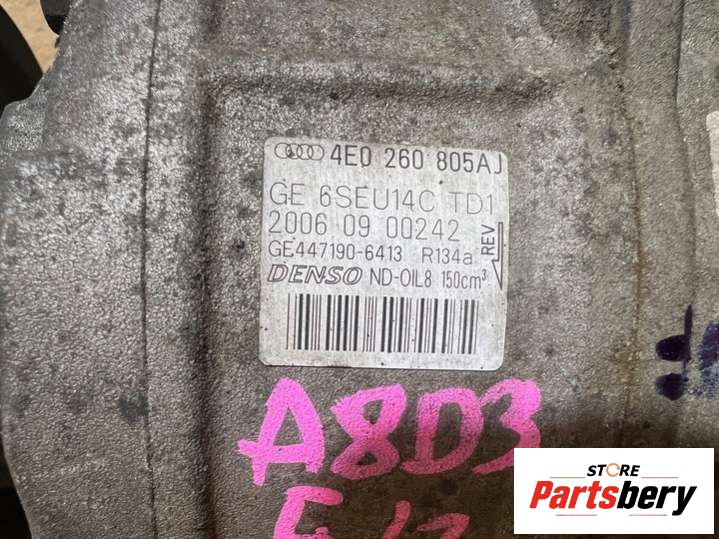 4E0 260 805AJ
GE 6SEU14C TD1
2006 09 00242
GE447190-6413 R134a
REV
DENSO ND-OIL8 150cm³
A8D3
STORE
Partsbery